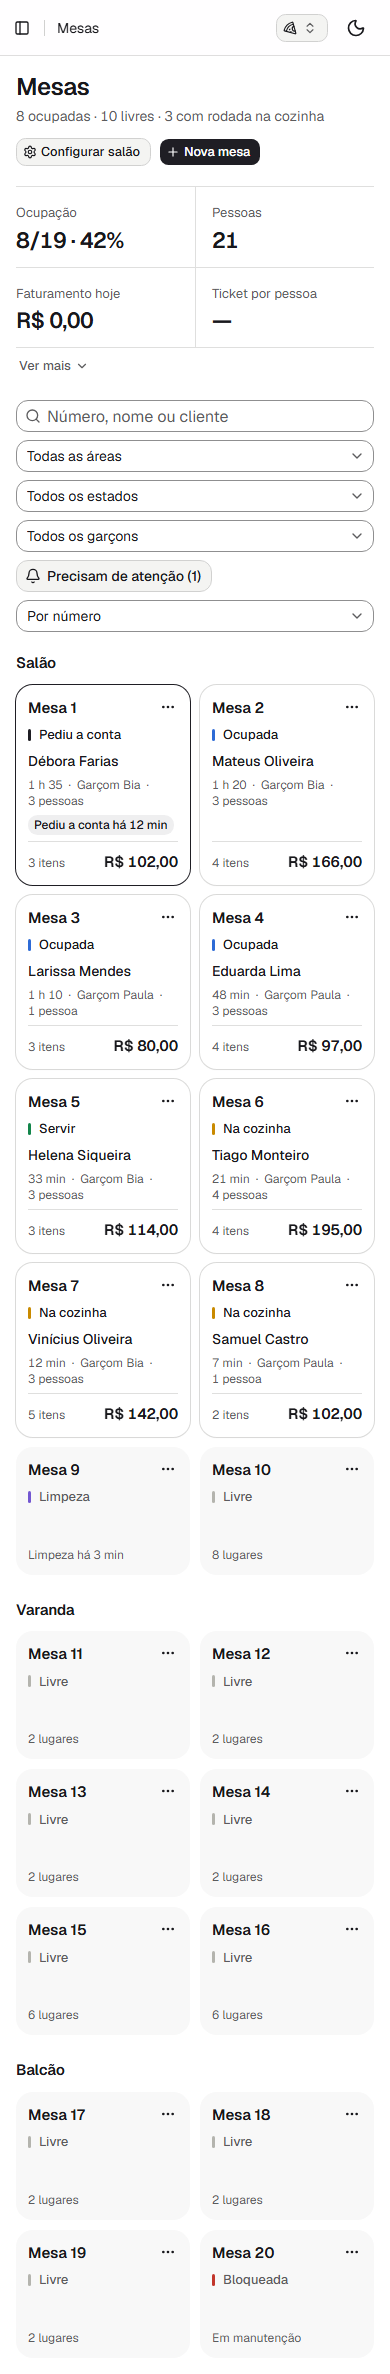 Mesas
Mesas
8 ocupadas · 10 livres · 3 com rodada na cozinha
Configurar salão
Nova mesa
Ocupação
8/19 · 42%
Pessoas
21
Faturamento hoje
R$ 0,00
Ticket por pessoa
—
Ver mais
Número, nome ou cliente
Todas as áreas
Todos os estados
Todos os garçons
Precisam de atenção (1)
Por número
Salão
Mesa 1
Pediu a conta
Débora Farias
1 h 35 · Garçom Bia ·
3 pessoas
Pediu a conta há 12 min
3 itens
R$ 102,00
Mesa 2
Ocupada
Mateus Oliveira
1 h 20 · Garçom Bia ·
3 pessoas
4 itens
R$ 166,00
Mesa 3
Ocupada
Larissa Mendes
1 h 10 · Garçom Paula ·
1 pessoa
3 itens
R$ 80,00
Mesa 4
Ocupada
Eduarda Lima
48 min · Garçom Paula ·
3 pessoas
4 itens
R$ 97,00
Mesa 5
Servir
Helena Siqueira
33 min · Garçom Bia ·
3 pessoas
3 itens
R$ 114,00
Mesa 6
Na cozinha
Tiago Monteiro
21 min · Garçom Paula ·
4 pessoas
4 itens
R$ 195,00
Mesa 7
Na cozinha
Vinícius Oliveira
12 min · Garçom Bia ·
3 pessoas
5 itens
R$ 142,00
Mesa 8
Na cozinha
Samuel Castro
7 min · Garçom Paula ·
1 pessoa
2 itens
R$ 102,00
Mesa 9
Limpeza
Limpeza há 3 min
Mesa 10
Livre
8 lugares
Varanda
Mesa 11
Livre
2 lugares
Mesa 12
Livre
2 lugares
Mesa 13
Livre
2 lugares
Mesa 14
Livre
2 lugares
Mesa 15
Livre
6 lugares
Mesa 16
Livre
6 lugares
Balcão
Mesa 17
Livre
2 lugares
Mesa 18
Livre
2 lugares
Mesa 19
Livre
2 lugares
Mesa 20
Bloqueada
Em manutenção